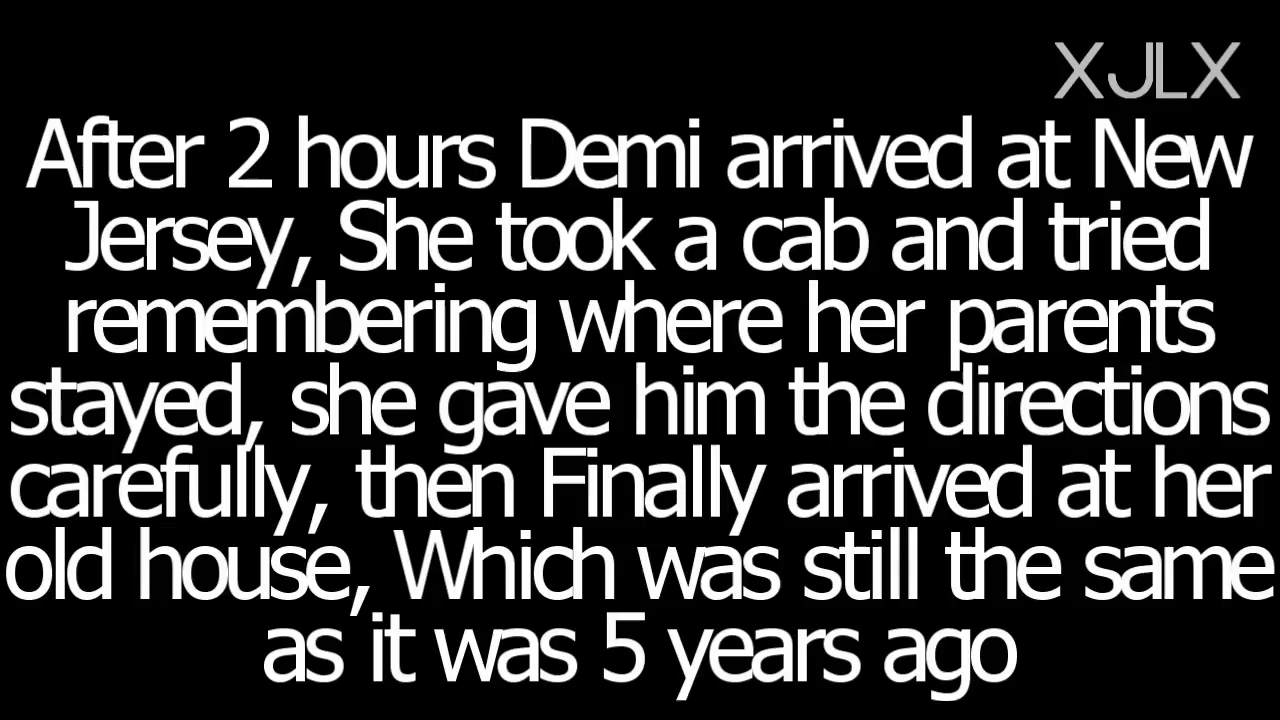 XJLX
After 2 hours Demi arrived at New
Jersey, She took a cab and tried
remembering where her parents
stayed, she gave him the directions
carefully, then Finally arrived at her
old house, Which was still the same
as it was 5 years ago